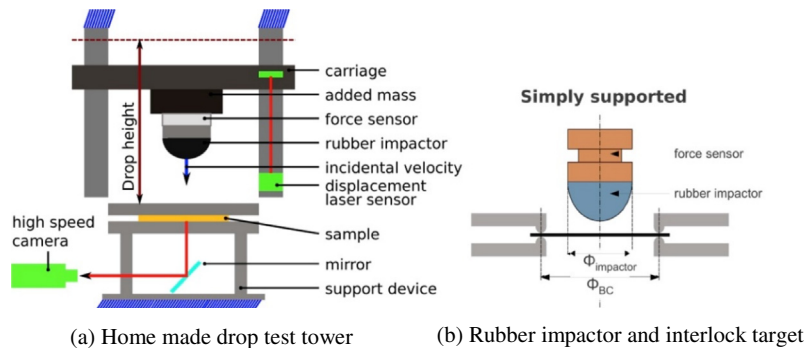 Drop height
carriage
added mass
force sensor
rubber impactor
incidental velocity
displacement
laser sensor
high speed
camera
sample
mirror
support device
(a) Home made drop test tower
Simply supported
force sensor
rubber impactor
Φimpactor
ΦBC
(b) Rubber impactor and interlock target